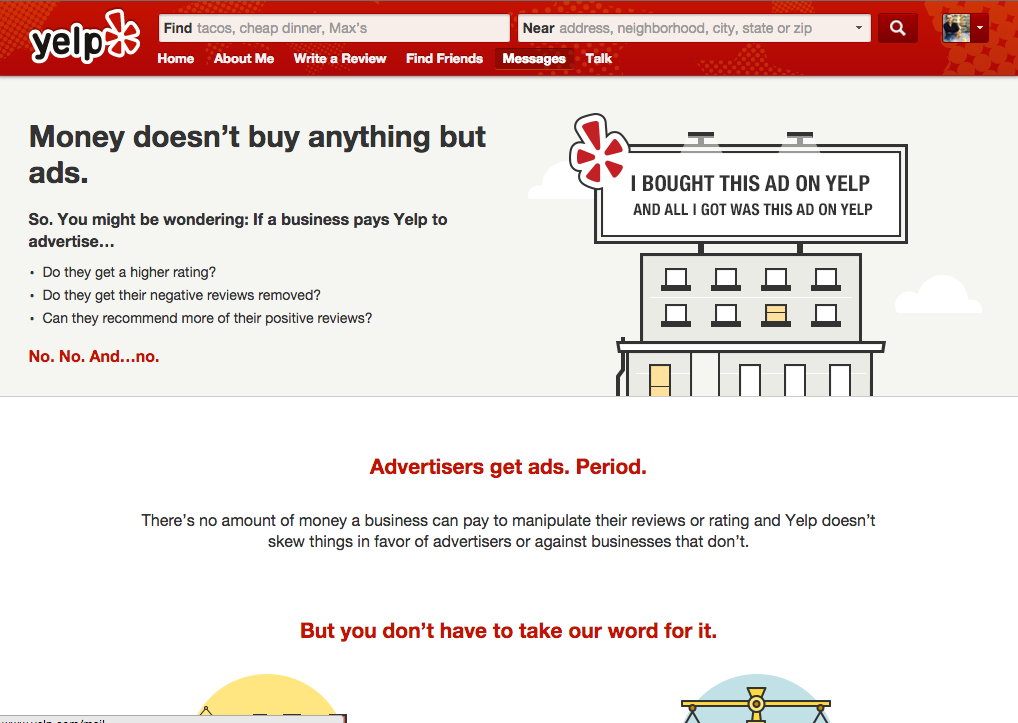 yelp
Find tacos, cheap dinner, Max's
Near address, neighborhood, city, state or zip
Home About Me Write a Review Find Friends Messages Talk
Money doesn’t buy anything but
ads.
So. You might be wondering: If a business pays Yelp to
advertise…
• Do they get a higher rating?
• Do they get their negative reviews removed?
• Can they recommend more of their positive reviews?
No. No. And…no.
I BOUGHT THIS AD ON YELP
AND ALL I GOT WAS THIS AD ON YELP
Advertisers get ads. Period.
There’s no amount of money a business can pay to manipulate their reviews or rating and Yelp doesn’t
skew things in favor of advertisers or against businesses that don’t.
But you don’t have to take our word for it.